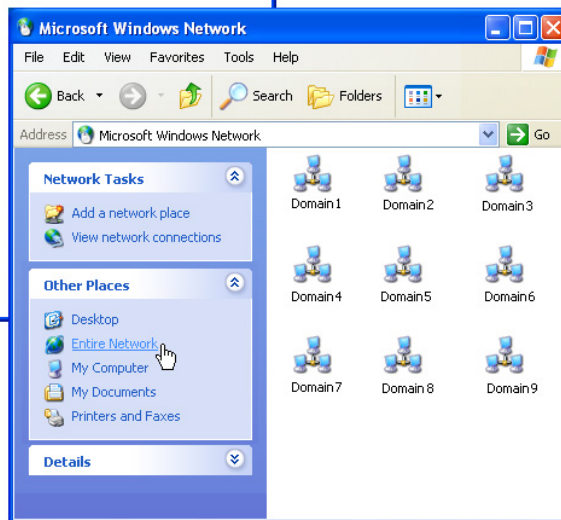 Microsoft Windows Network
File Edit View Favorites Tools Help
Back Search Folders
Address Microsoft Windows Network Go
Network Tasks
Add a network place
View network connections
Other Places
Desktop
Entire Network
My Computer
My Documents
Printers and Faxes
Details
Domain1 Domain2 Domain3
Domain4 Domain5 Domain6
Domain7 Domain8 Domain9